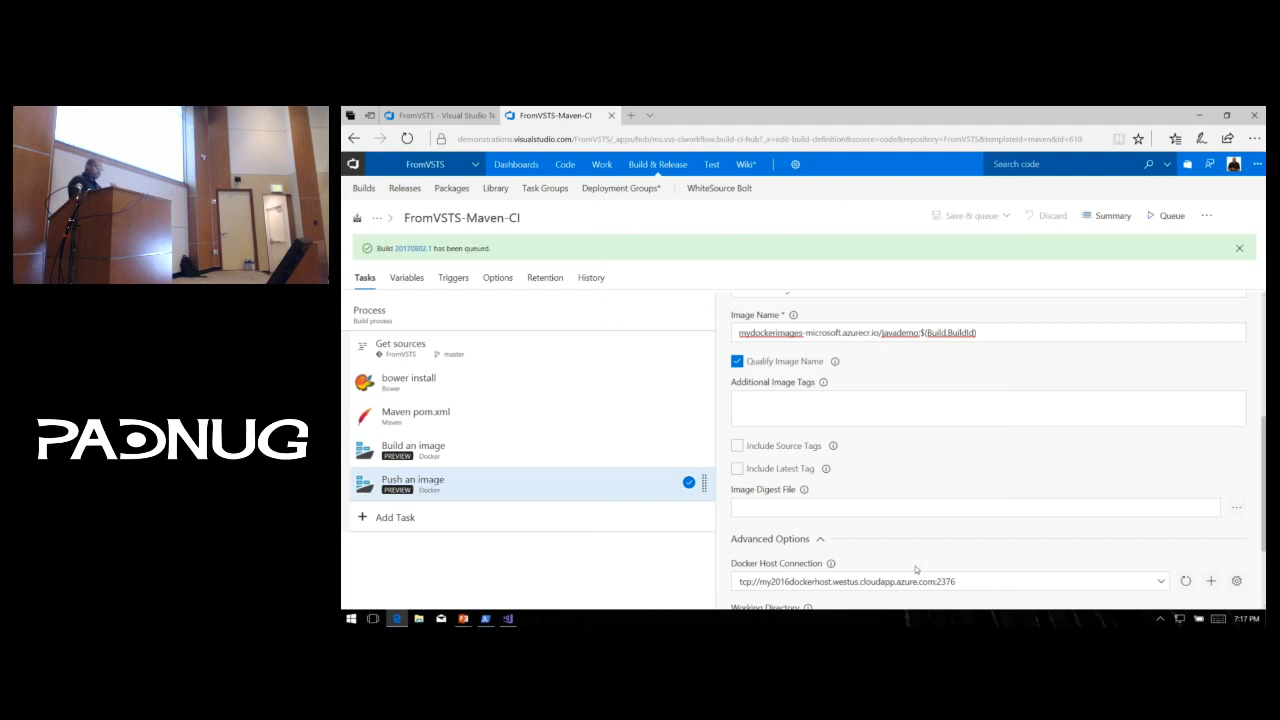 FromVSTS - Visual Studio Te
FromVSTS-Maven-CI
demonstrations.visualstudio.com/FromVSTS/_apps/hub/ms.vss-ciworkflow.build-ci-hub?_a=edit-build-definition&source=code&repository=FromVSTS&templateId=maven&id=610
FromVSTS
Dashboards
Code
Work
Build & Release
Test
Wiki*
Search code
Builds
Releases
Packages
Library
Task Groups
Deployment Groups*
WhiteSource Bolt
FromVSTS-Maven-CI
Save & queue
Discard
Summary
Queue
Build 20170802.1 has been queued.
Tasks
Variables
Triggers
Options
Retention
History
Process
Build process
Get sources
FromVSTS
master
bower install
Bower
Maven pom.xml
Maven
Build an image
PREVIEW Docker
Push an image
PREVIEW Docker
Add Task
Image Name *
mydockerimages-microsoft.azurecr.io/javademo:$(Build.BuildId)
Qualify Image Name
Additional Image Tags
Include Source Tags
Include Latest Tag
Image Digest File
Advanced Options
Docker Host Connection
tcp://my2016dockerhost.westus.cloudapp.azure.com:2376
Working Directory
7:17 PM
PADNUG